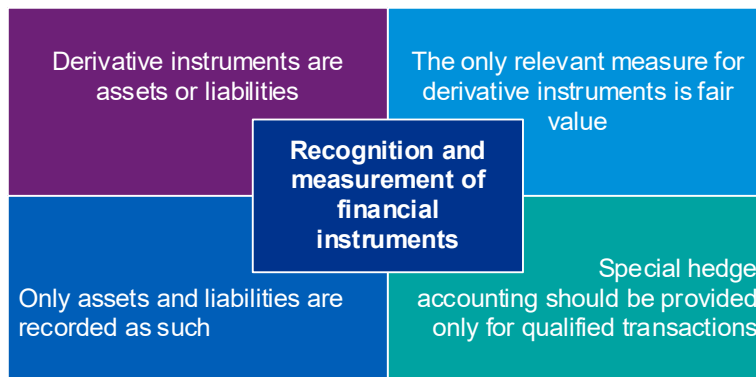 Derivative instruments are
assets or liabilities
The only relevant measure for
derivative instruments is fair
value
Recognition and
measurement of
financial
instruments
Only assets and liabilities are
recorded as such
Special hedge
accounting should be provided
only for qualified transactions